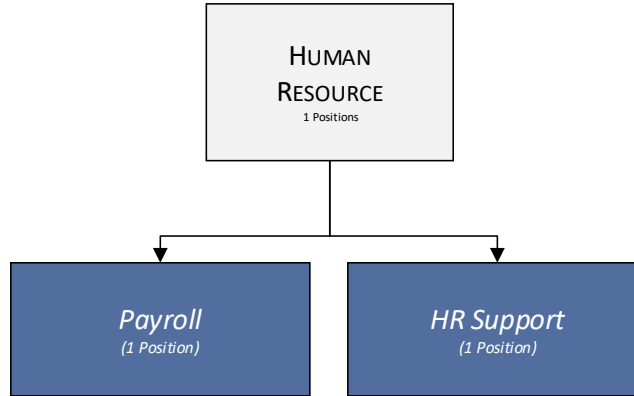 HUMAN
RESOURCE
1 Positions
Payroll
(1 Position)
HR Support
(1 Position)